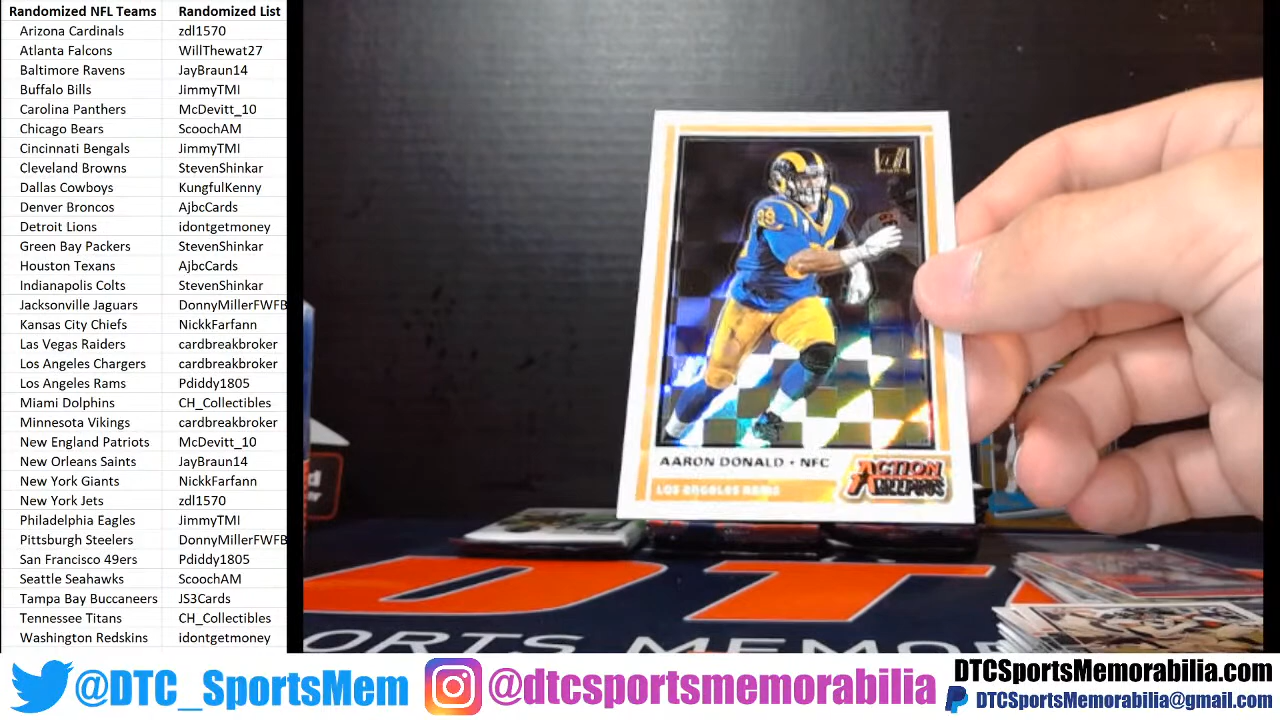 Randomized NFL Teams Randomized List
Arizona Cardinals zdl1570
Atlanta Falcons WillThewat27
Baltimore Ravens JayBraun14
Buffalo Bills JimmyTMI
Carolina Panthers McDevitt_10
Chicago Bears ScoochAM
Cincinnati Bengals JimmyTMI
Cleveland Browns StevenShinkar
Dallas Cowboys KungfulKenny
Denver Broncos AjbcCards
Detroit Lions idontgetmoney
Green Bay Packers StevenShinkar
Houston Texans AjbcCards
Indianapolis Colts StevenShinkar
Jacksonville Jaguars DonnyMillerFWFB
Kansas City Chiefs NickkFarfann
Las Vegas Raiders cardbreakbroker
Los Angeles Chargers cardbreakbroker
Los Angeles Rams Pdiddy1805
Miami Dolphins CH_Collectibles
Minnesota Vikings cardbreakbroker
New England Patriots McDevitt_10
New Orleans Saints JayBraun14
New York Giants NickkFarfann
New York Jets zdl1570
Philadelphia Eagles JimmyTMI
Pittsburgh Steelers DonnyMillerFWFB
San Francisco 49ers Pdiddy1805
Seattle Seahawks ScoochAM
Tampa Bay Buccaneers JS3Cards
Tennessee Titans CH_Collectibles
Washington Redskins idontgetmoney
99
AARON DONALD • NFC
LOS ANGELES RAMS
ACTION
DTC
SPORTS MEMOR
@DTC_SportsMem
@dtcsportsmemorabilia
DTCSportsMemorabilia.com
DTCSportsMemorabilia@gmail.com